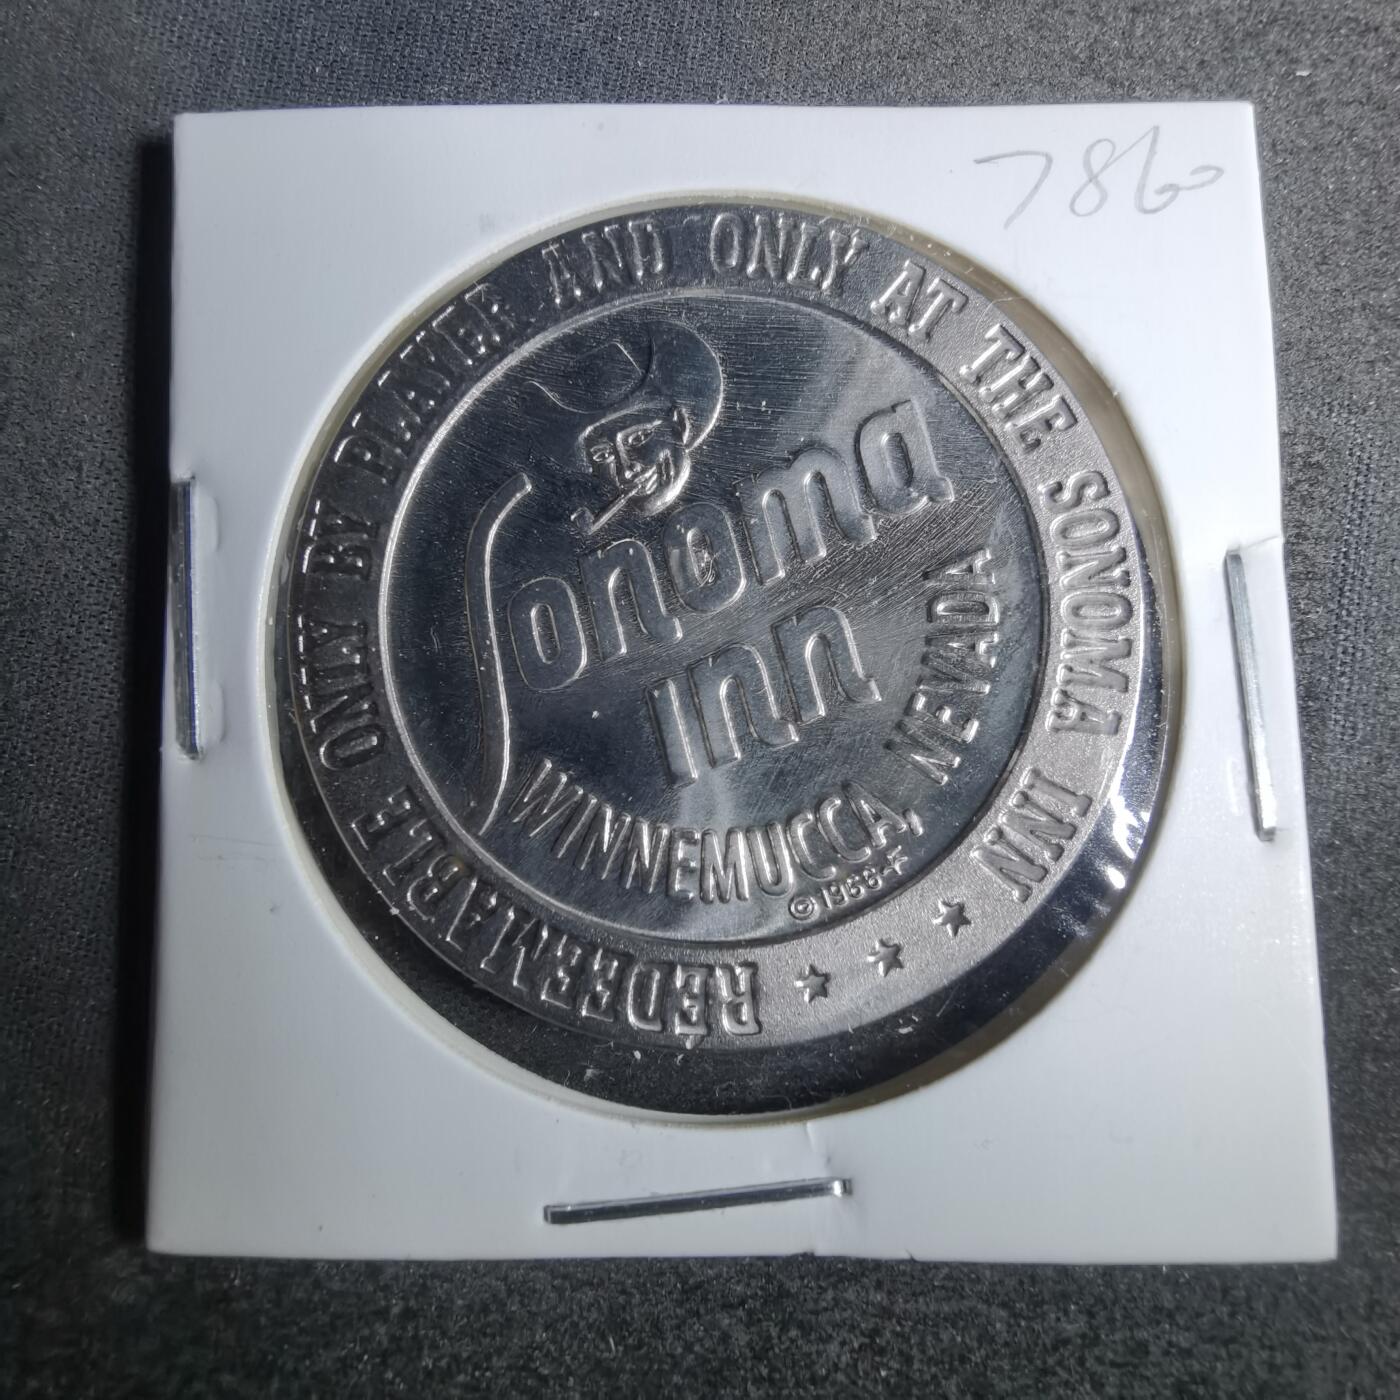 786
REDEEMABLE ONLY BY PLAYER AND ONLY AT THE SONOMA INN
Sonoma
Inn
WINNEMUCCA, NEVADA